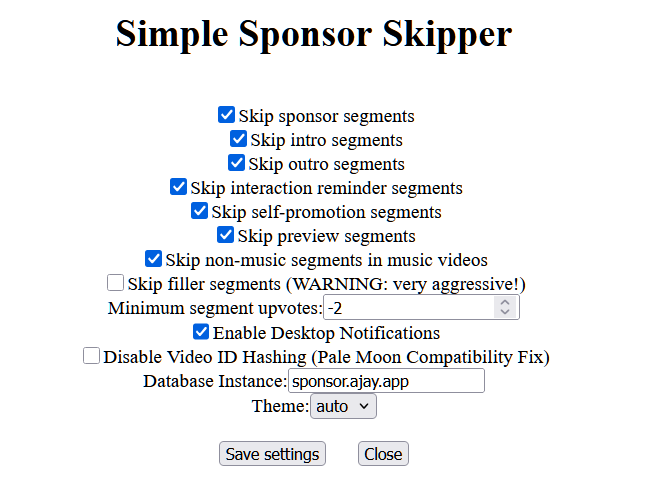 Simple Sponsor Skipper
Skip sponsor segments
Skip intro segments
Skip outro segments
Skip interaction reminder segments
Skip self-promotion segments
Skip preview segments
Skip non-music segments in music videos
Skip filler segments (WARNING: very aggressive!)
Minimum segment upvotes: -2
Enable Desktop Notifications
Disable Video ID Hashing (Pale Moon Compatibility Fix)
Database Instance: sponsor.ajay.app
Theme: auto
Save settings Close